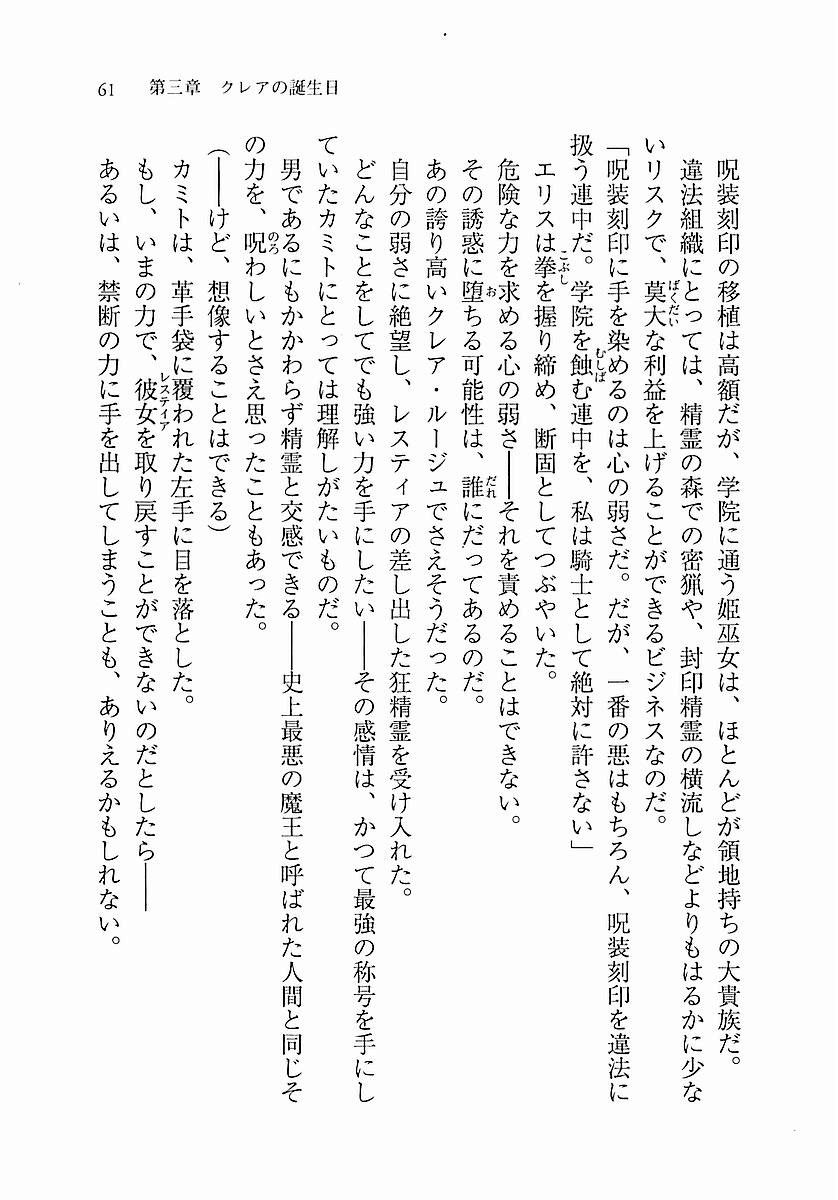 61　第三章　クレアの誕生日
呪装刻印の移植は高額だが、学院に通う姫巫女は、ほとんどが領地持ちの大貴族だ。
違法組織にとっては、精霊の森での密猟や、封印精霊の横流しなどよりもはるかに少な
いリスクで、莫大な利益を上げることができるビジネスなのだ。
「呪装刻印に手を染めるのは心の弱さだ。だが、一番の悪はもちろん、呪装刻印を違法に
扱う連中だ。学院を蝕む連中を、私は騎士として絶対に許さない」
エリスは拳を握り締め、断固としてつぶやいた。
危険な力を求める心の弱さ――それを責めることはできない。
その誘惑に堕ちる可能性は、誰にだってあるのだ。
あの誇り高いクレア・ルージュでさえそうだった。
自分の弱さに絶望し、レスティアの差し出した狂精霊を受け入れた。
どんなことをしてでも強い力を手にしたい――その感情は、かつて最強の称号を手にし
ていたカミトにとっては理解しがたいものだ。
男であるにもかかわらず精霊と交感できる――史上最悪の魔王と呼ばれた人間と同じそ
の力を、呪わしいとさえ思ったこともあった。
（――けど、想像することはできる）
カミトは、革手袋に覆われた左手に目を落とした。
もし、いまの力で、彼女を取り戻すことができないのだとしたら――
あるいは、禁断の力に手を出してしまうことも、ありえるかもしれない。
ばくだい
むしば
こぶし
お
だれ
のろ
レスティア